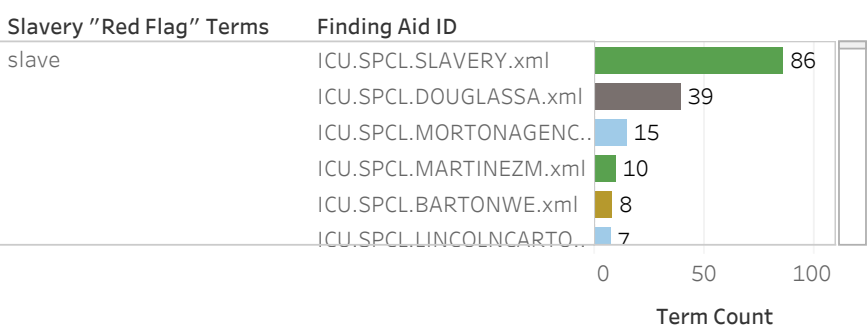 Slavery "Red Flag" Terms Finding Aid ID
slave ICU.SPCL.SLAVERY.xml 86
ICU.SPCL.DOUGLASSA.xml 39
ICU.SPCL.MORTONAGENC.. 15
ICU.SPCL.MARTINEZM.xml 10
ICU.SPCL.BARTONWE.xml 8
ICU.SPCL.LINCOLNCARTO.. 7
0 50 100
Term Count